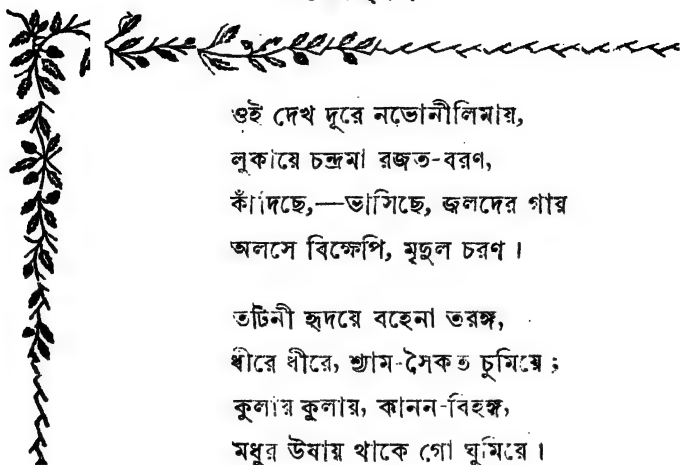 ওই দেখ দূরে নভোনীলিমায়,
লুকায়ে চন্দ্রমা রজত-বরণ,
কাঁদিছে,—ভাসিছে, জলদের গায়
অলসে বিক্ষেপি, মৃদুল চরণ।
তটিনী হৃদয়ে বহেনা তরঙ্গ,
ধীরে ধীরে, শ্যাম-সৈকত চুমিয়ে;
কুলায় কুলায়, কানন-বিহঙ্গ,
মধুর উষায় থাকে গো ঘুমিয়ে।